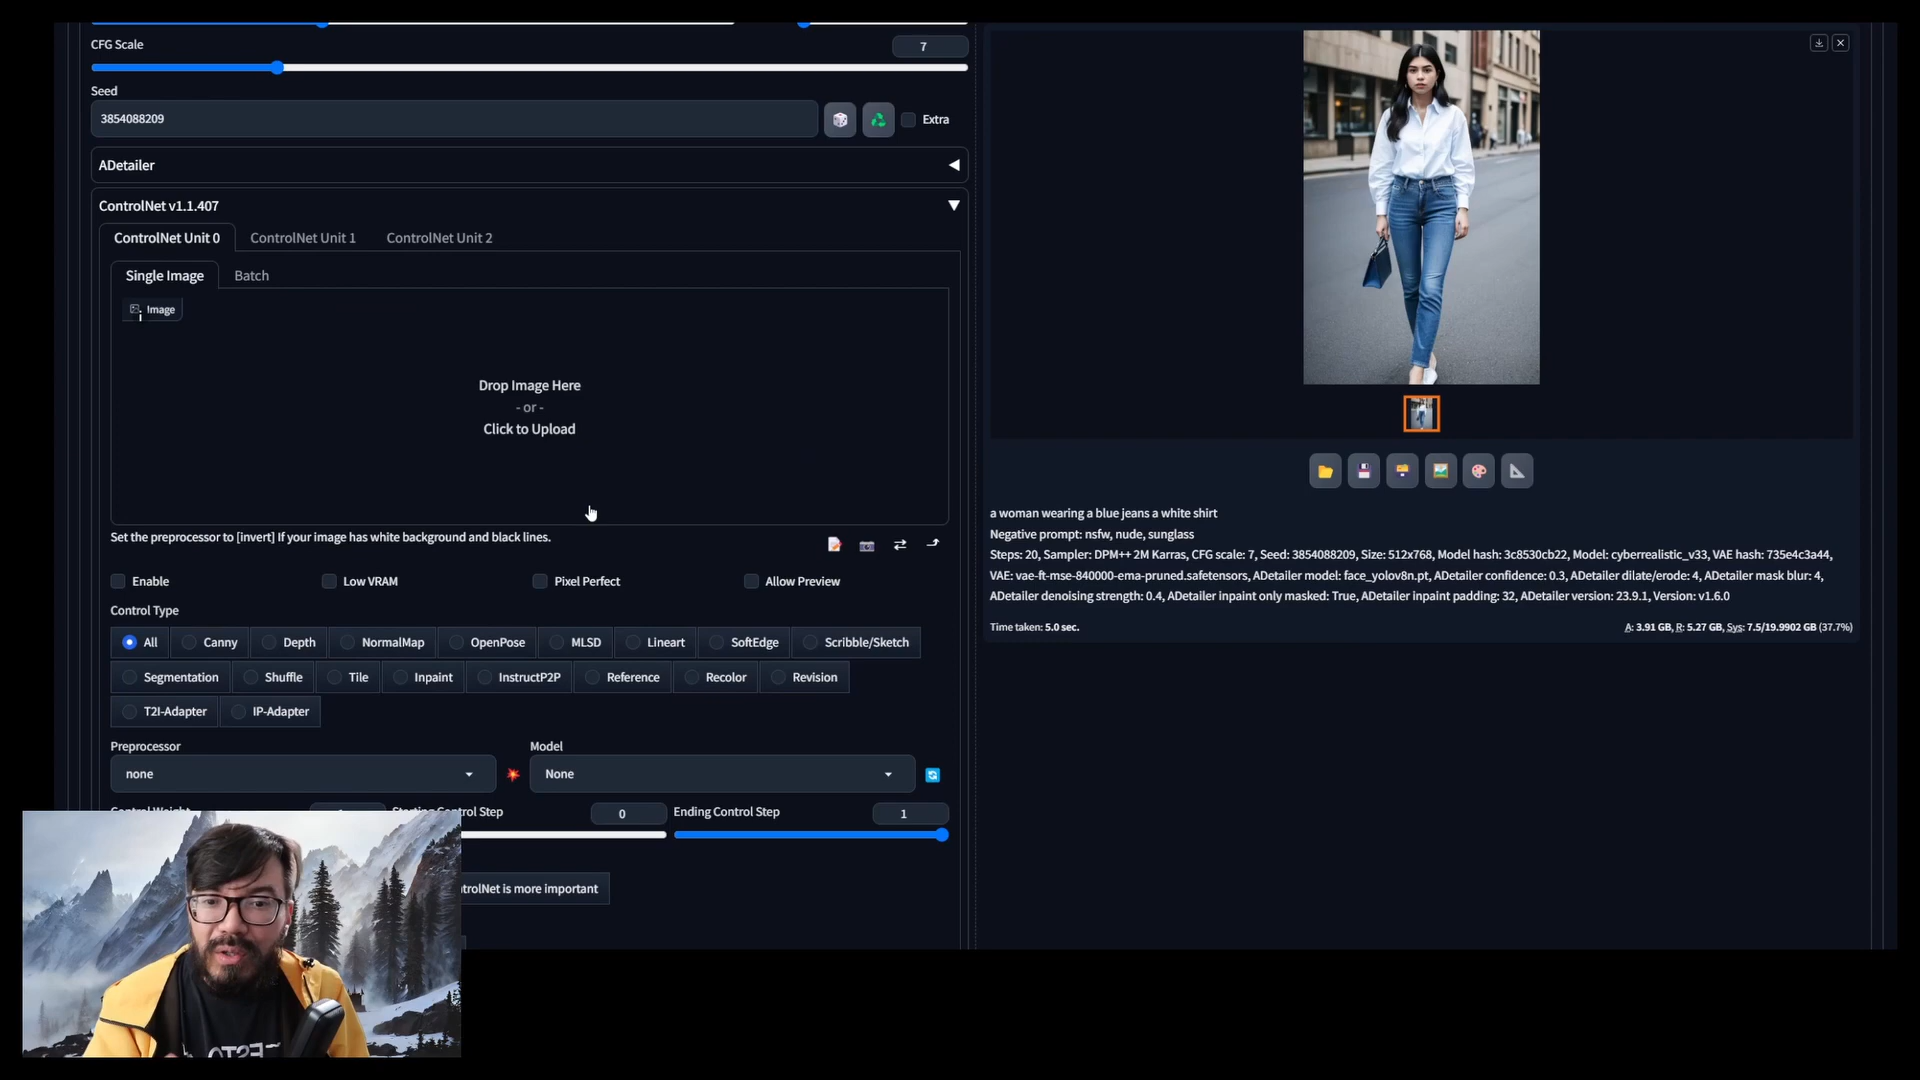 CFG Scale
7
Seed
3854088209
Extra
ADetailer
ControlNet v1.1.407
ControlNet Unit 0
ControlNet Unit 1
ControlNet Unit 2
Single Image
Batch
Image
Drop Image Here
- or -
Click to Upload
Set the preprocessor to [invert] If your image has white background and black lines.
Enable
Low VRAM
Pixel Perfect
Allow Preview
Control Type
All
Canny
Depth
NormalMap
OpenPose
MLSD
Lineart
SoftEdge
Scribble/Sketch
Segmentation
Shuffle
Tile
Inpaint
InstructP2P
Reference
Recolor
Revision
T2I-Adapter
IP-Adapter
Preprocessor
Model
none
None
Control Step
0
Ending Control Step
1
ntrolNet is more important
a woman wearing a blue jeans a white shirt
Negative prompt: nsfw, nude, sunglass
Steps: 20, Sampler: DPM++ 2M Karras, CFG scale: 7, Seed: 3854088209, Size: 512x768, Model hash: 3c8530cb22, Model: cyberrealistic_v33, VAE hash: 735e4c3a44,
VAE: vae-ft-mse-840000-ema-pruned.safetensors, ADetailer model: face_yolov8n.pt, ADetailer confidence: 0.3, ADetailer dilate/erode: 4, ADetailer mask blur: 4,
ADetailer denoising strength: 0.4, ADetailer inpaint only masked: True, ADetailer inpaint padding: 32, ADetailer version: 23.9.1, Version: v1.6.0
Time taken: 5.0 sec.
A: 3.91 GB, R: 5.27 GB, Sys: 7.5/19.9902 GB (37.7%)